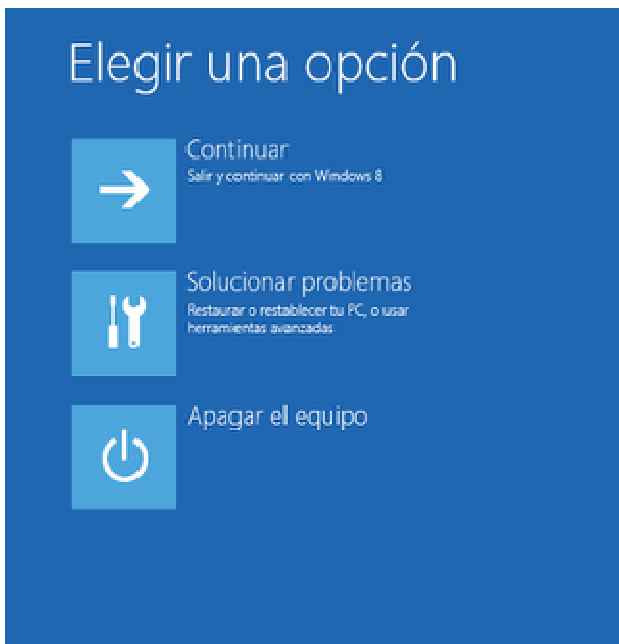 Elegir una opción
Continuar
Salir y continuar con Windows 8
Solucionar problemas
Restaurar o restablecer tu PC, o usar
herramientas avanzadas
Apagar el equipo